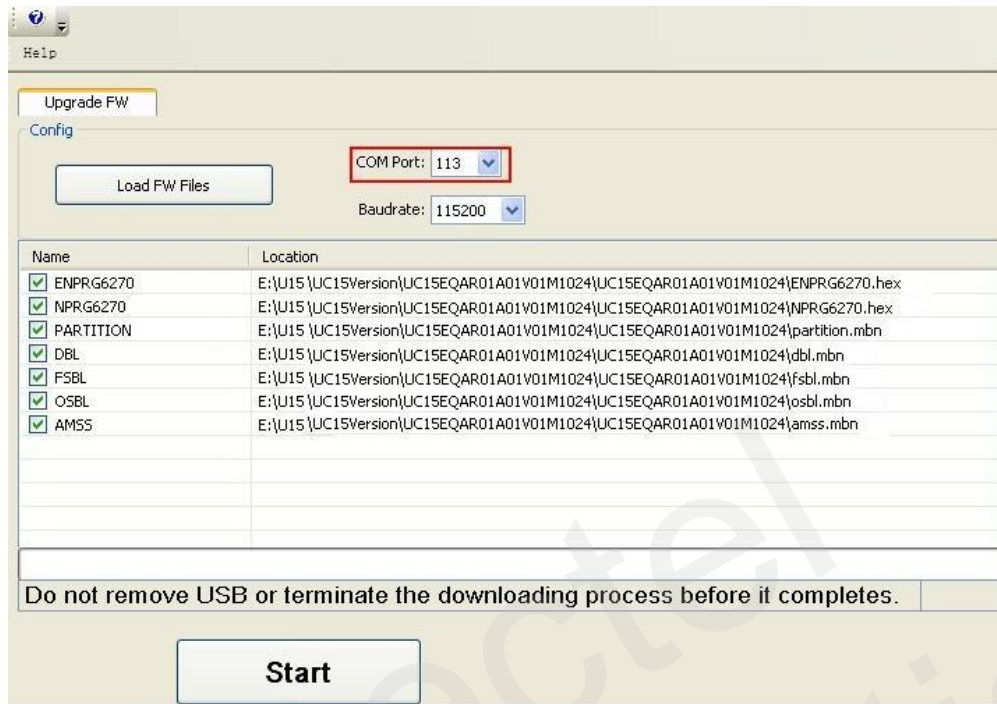 Help
Upgrade FW
Config
Load FW Files
COM Port: 113
Baudrate: 115200
Name Location
ENPRG6270 E:\U15 \UC15Version\UC15EQAR01A01V01M1024\UC15EQAR01A01V01M1024\ENPRG6270.hex
NPRG6270 E:\U15 \UC15Version\UC15EQAR01A01V01M1024\UC15EQAR01A01V01M1024\NPRG6270.hex
PARTITION E:\U15 \UC15Version\UC15EQAR01A01V01M1024\UC15EQAR01A01V01M1024\partition.mbn
DBL E:\U15 \UC15Version\UC15EQAR01A01V01M1024\UC15EQAR01A01V01M1024\dbl.mbn
FSBL E:\U15 \UC15Version\UC15EQAR01A01V01M1024\UC15EQAR01A01V01M1024\fsbl.mbn
OSBL E:\U15 \UC15Version\UC15EQAR01A01V01M1024\UC15EQAR01A01V01M1024\osbl.mbn
AMSS E:\U15 \UC15Version\UC15EQAR01A01V01M1024\UC15EQAR01A01V01M1024\amss.mbn
Do not remove USB or terminate the downloading process before it completes.
Start